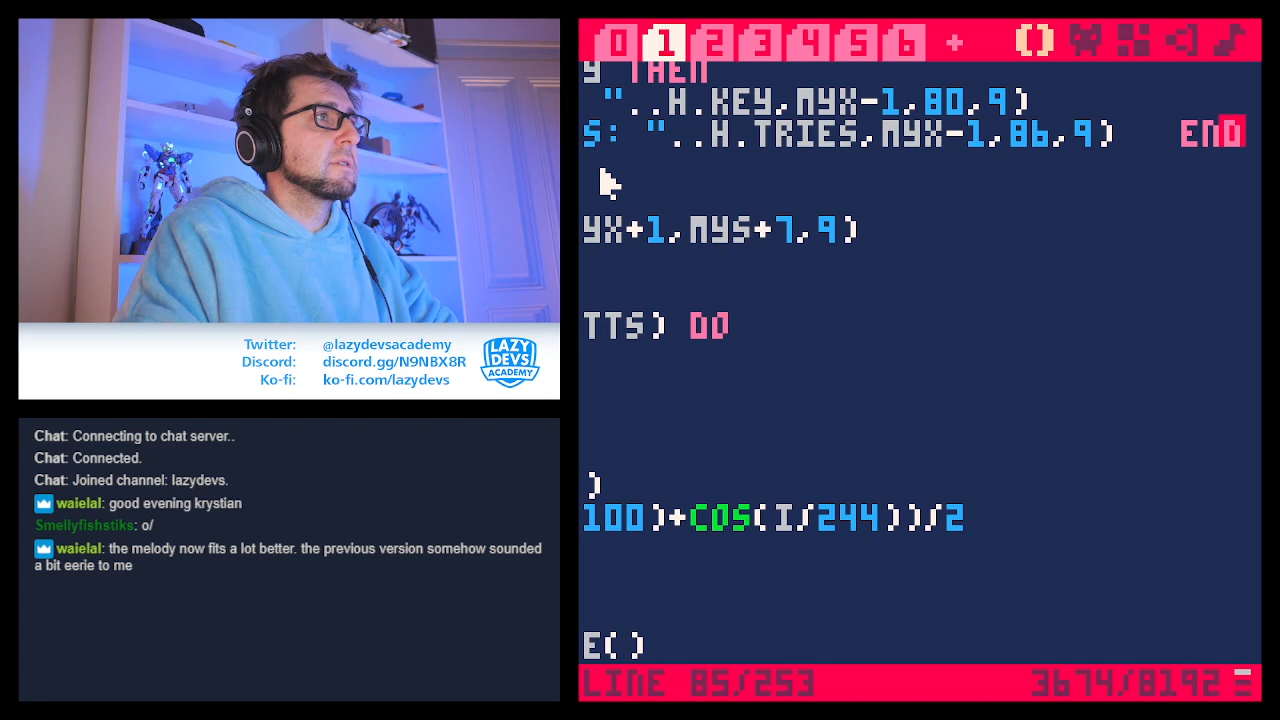 0 1 2 3 4 5 6 +
Y THEN
"..H.KEY,MYX-1,80,9)
S: "..H.TRIES,MYX-1,86,9) END
YX+1,MYS+7,9)
TTS) DO
)
100)+COS(I/244))/2
E()
LINE 85/253 3674/8192
Twitter: @lazydevsacademy
Discord: discord.gg/N9NBX8R
Ko-fi: ko-fi.com/lazydevs
LAZY
DEVS
ACADEMY
Chat: Connecting to chat server..
Chat: Connected.
Chat: Joined channel: lazydevs.
waielal: good evening krystian
Smellyfishstiks: o/
waielal: the melody now fits a lot better. the previous version somehow sounded
a bit eerie to me